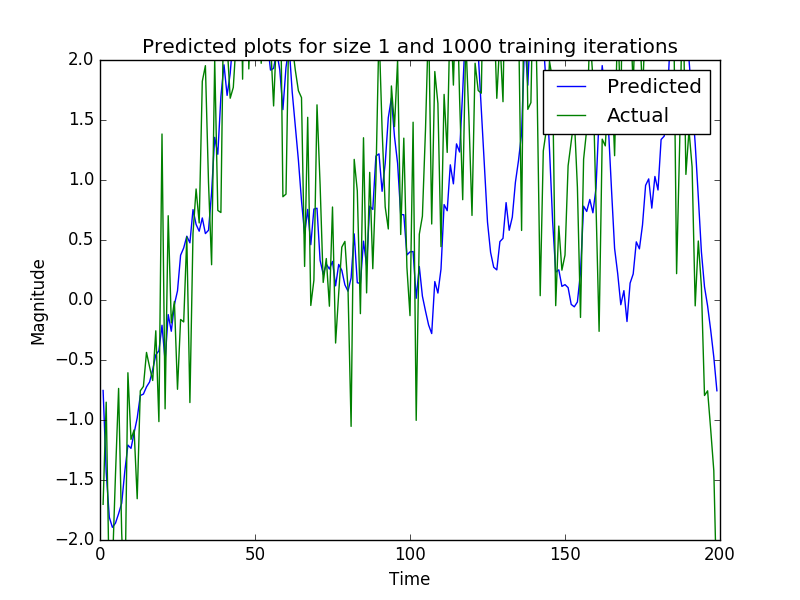 Predicted plots for size 1 and 1000 training iterations
2.0
1.5
1.0
0.5
0.0
−0.5
−1.0
−1.5
−2.0
Magnitude
Predicted
Actual
0
50
100
150
200
Time